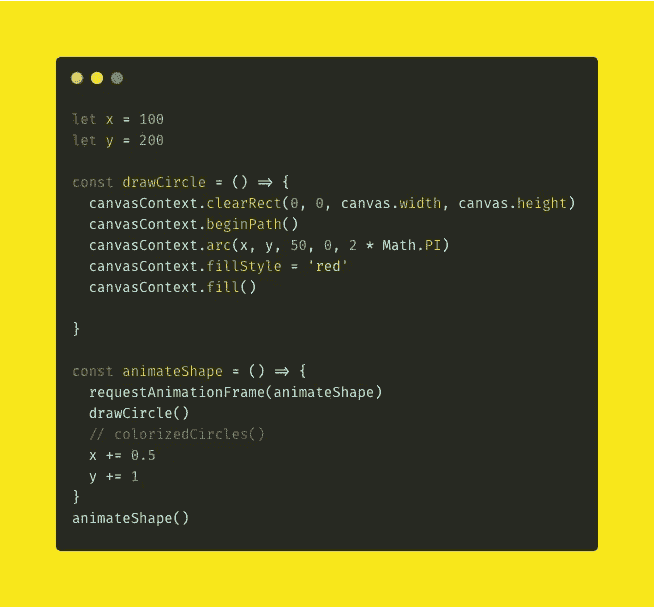 let x = 100
let y = 200
const drawCircle = () => {
canvasContext.clearRect(0, 0, canvas.width, canvas.height)
canvasContext.beginPath()
canvasContext.arc(x, y, 50, 0, 2 * Math.PI)
canvasContext.fillStyle = 'red'
canvasContext.fill()
}
const animateShape = () => {
requestAnimationFrame(animateShape)
drawCircle()
// colorizedCircles()
x += 0.5
y += 1
}
animateShape()